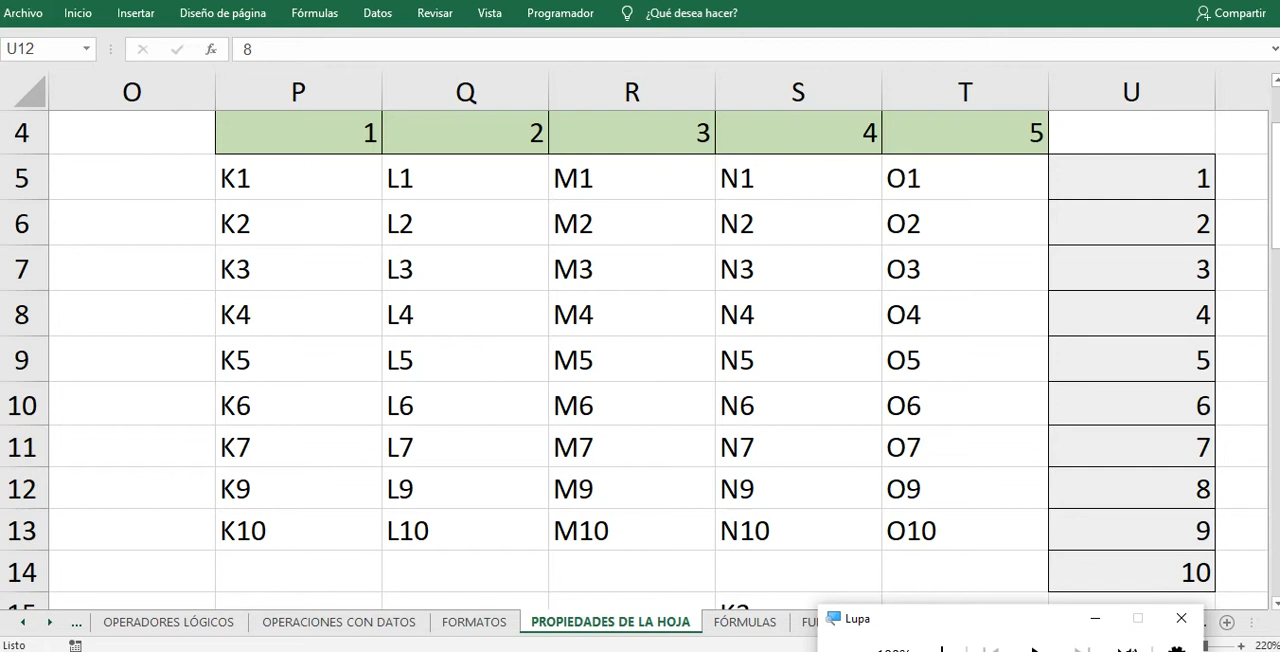 Archivo Inicio Insertar Diseño de página Fórmulas Datos Revisar Vista Programador ¿Qué desea hacer? Compartir
U12 fx 8
O P Q R S T U
4 1 2 3 4 5
5 K1 L1 M1 N1 O1 1
6 K2 L2 M2 N2 O2 2
7 K3 L3 M3 N3 O3 3
8 K4 L4 M4 N4 O4 4
9 K5 L5 M5 N5 O5 5
10 K6 L6 M6 N6 O6 6
11 K7 L7 M7 N7 O7 7
12 K9 L9 M9 N9 O9 8
13 K10 L10 M10 N10 O10 9
14 10
... OPERADORES LÓGICOS OPERACIONES CON DATOS FORMATOS PROPIEDADES DE LA HOJA FÓRMULAS
Lupa
Listo 220%